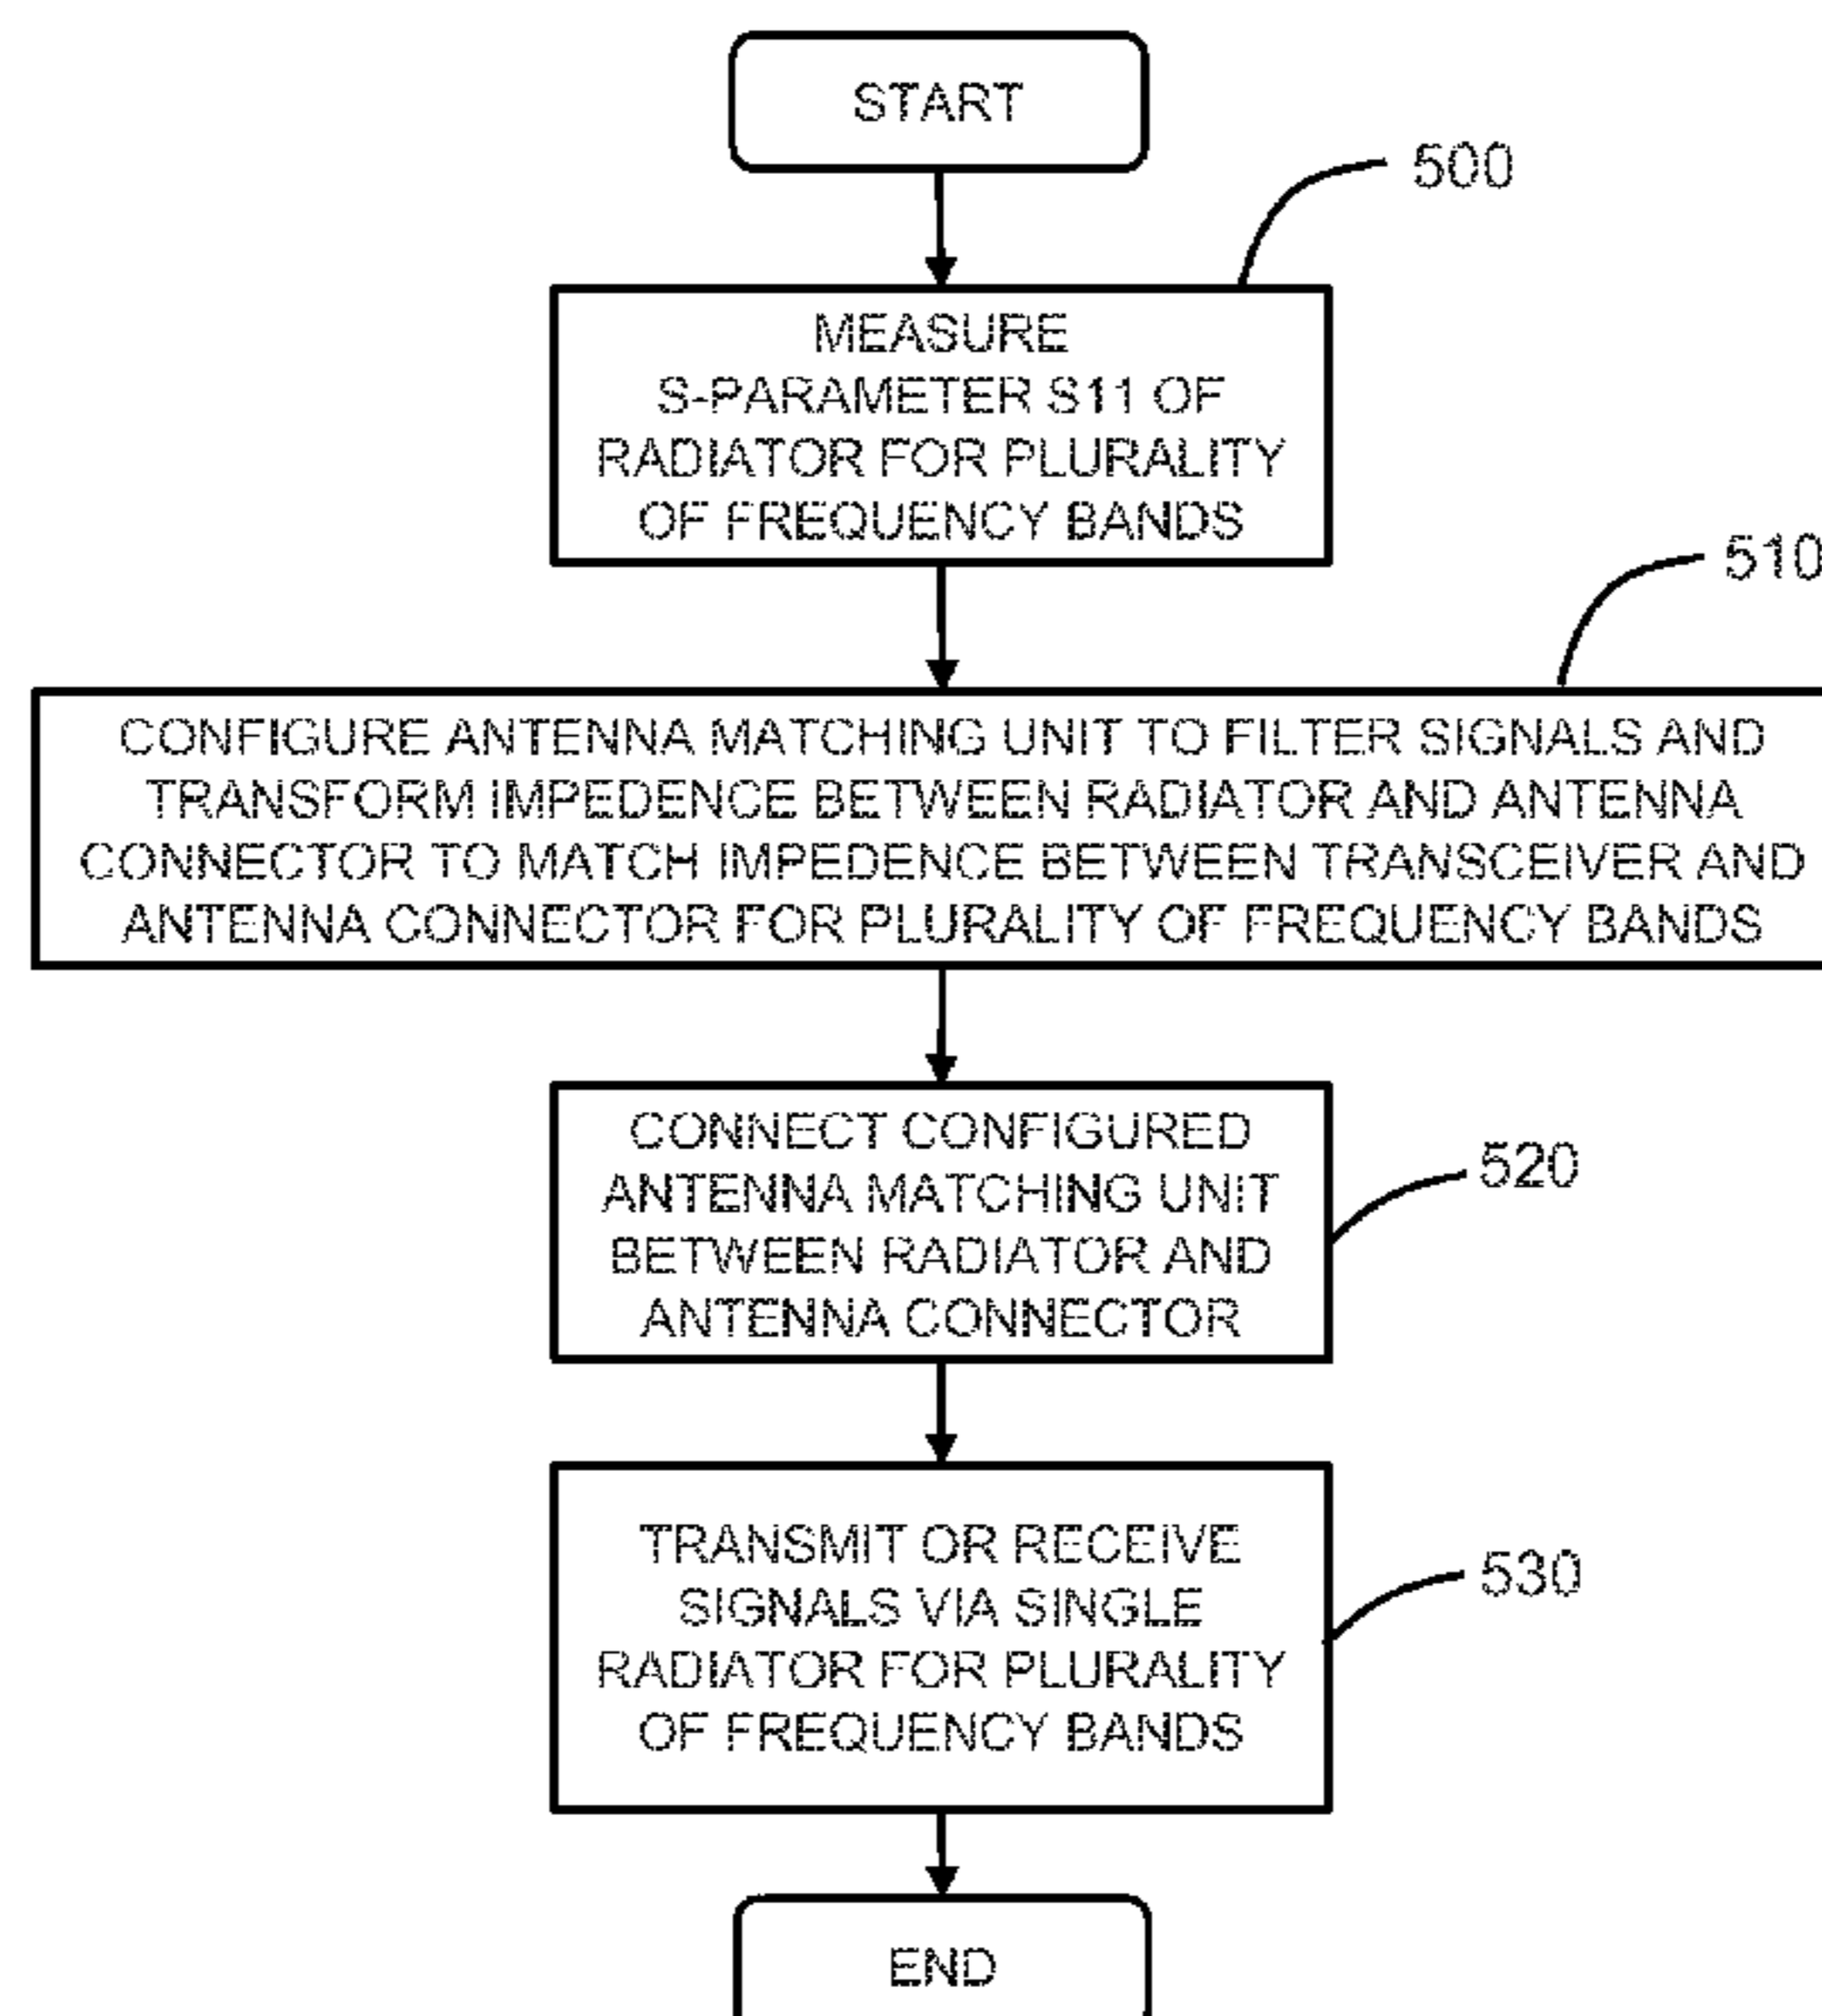 START
500
MEASURE
S-PARAMETER S11 OF
RADIATOR FOR PLURALITY
OF FREQUENCY BANDS
510
CONFIGURE ANTENNA MATCHING UNIT TO FILTER SIGNALS AND
TRANSFORM IMPEDENCE BETWEEN RADIATOR AND ANTENNA
CONNECTOR TO MATCH IMPEDENCE BETWEEN TRANSCEIVER AND
ANTENNA CONNECTOR FOR PLURALITY OF FREQUENCY BANDS
CONNECT CONFIGURED
ANTENNA MATCHING UNIT
BETWEEN RADIATOR AND
ANTENNA CONNECTOR
520
TRANSMIT OR RECEIVE
SIGNALS VIA SINGLE
RADIATOR FOR PLURALITY
OF FREQUENCY BANDS
530
END